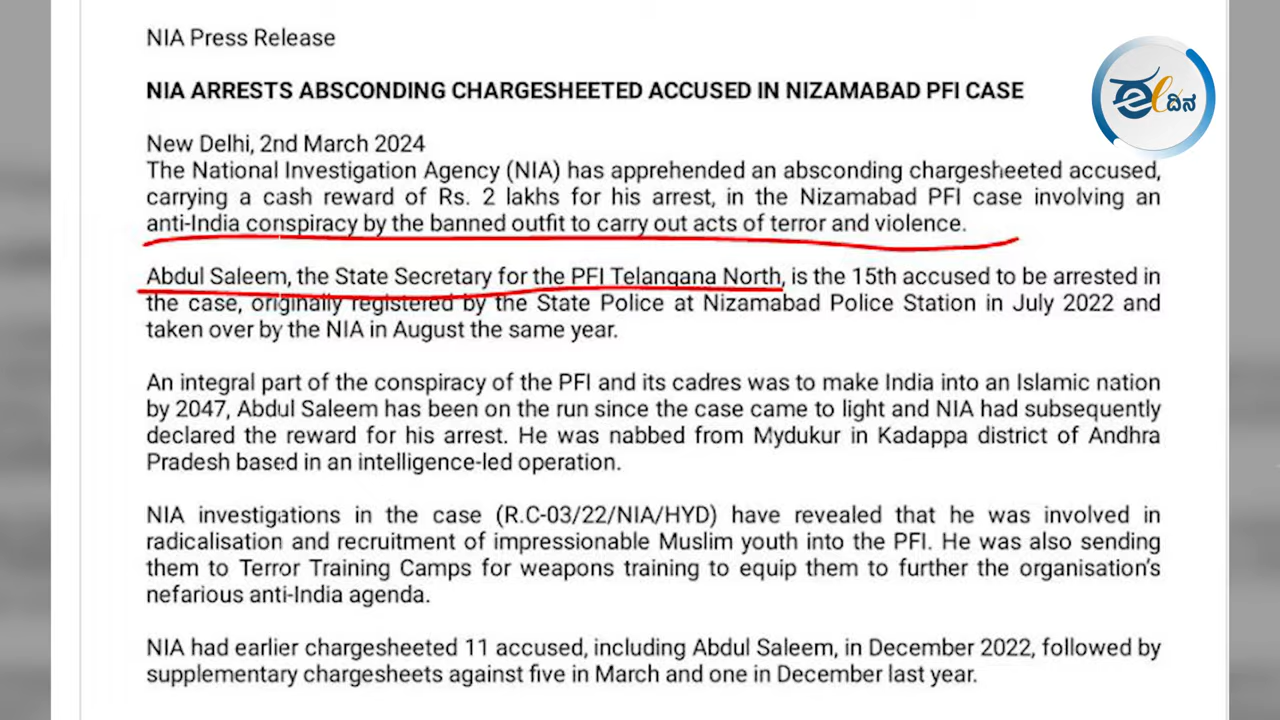 NIA Press Release
NIA ARRESTS ABSCONDING CHARGESHEETED ACCUSED IN NIZAMABAD PFI CASE
New Delhi, 2nd March 2024
The National Investigation Agency (NIA) has apprehended an absconding chargesheeted accused,
carrying a cash reward of Rs. 2 lakhs for his arrest, in the Nizamabad PFI case involving an
anti-India conspiracy by the banned outfit to carry out acts of terror and violence.
Abdul Saleem, the State Secretary for the PFI Telangana North, is the 15th accused to be arrested in
the case, originally registered by the State Police at Nizamabad Police Station in July 2022 and
taken over by the NIA in August the same year.
An integral part of the conspiracy of the PFI and its cadres was to make India into an Islamic nation
by 2047, Abdul Saleem has been on the run since the case came to light and NIA had subsequently
declared the reward for his arrest. He was nabbed from Mydukur in Kadappa district of Andhra
Pradesh based in an intelligence-led operation.
NIA investigations in the case (R.C-03/22/NIA/HYD) have revealed that he was involved in
radicalisation and recruitment of impressionable Muslim youth into the PFI. He was also sending
them to Terror Training Camps for weapons training to equip them to further the organisation's
nefarious anti-India agenda.
NIA had earlier chargesheeted 11 accused, including Abdul Saleem, in December 2022, followed by
supplementary chargesheets against five in March and one in December last year.
ದಿನ